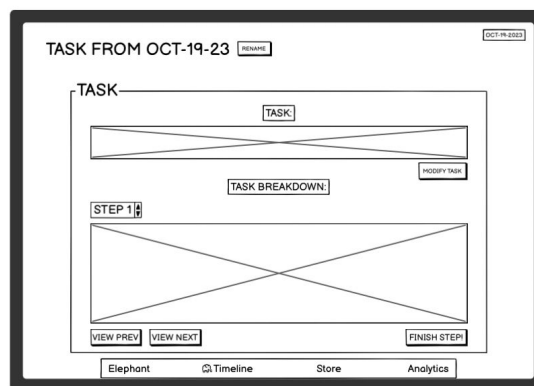 OCT-19-2023
TASK FROM OCT-19-23 RENAME
TASK
TASK:
MODIFY TASK
TASK BREAKDOWN:
STEP 1
VIEW PREV VIEW NEXT FINISH STEP!
Elephant Timeline Store Analytics